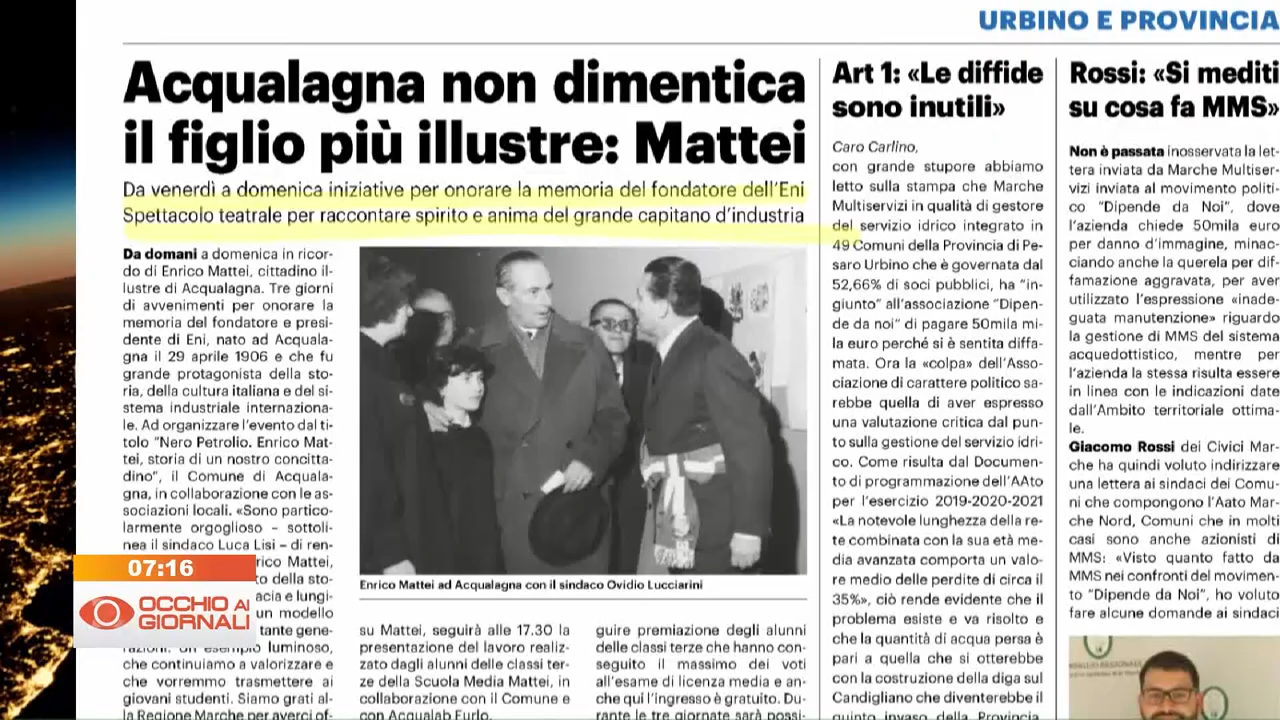 URBINO E PROVINCIA
Acqualagna non dimentica
il figlio più illustre: Mattei
Da venerdì a domenica iniziative per onorare la memoria del fondatore dell'Eni
Spettacolo teatrale per raccontare spirito e anima del grande capitano d'industria
Da domani a domenica in ricor-
do di Enrico Mattei, cittadino il-
lustre di Acqualagna. Tre giorni
di avvenimenti per onorare la
memoria del fondatore e presi-
dente di Eni, nato ad Acquala-
gna il 29 aprile 1906 e che fu
grande protagonista della sto-
ria, della cultura italiana e del si-
stema industriale internaziona-
le. Ad organizzare l'evento dal ti-
tolo "Nero Petrolio. Enrico Mat-
tei, storia di un nostro concitta-
dino", il Comune di Acquala-
gna, in collaborazione con le as-
sociazioni locali. «Sono partico-
larmente orgoglioso – sottoli-
nea il sindaco Luca Lisi – di ren-
rico Mattei,
to della sto-
acia e lungi-
un modello
tante gene-
razioni. Un esempio luminoso,
che continuiamo a valorizzare e
che vorremmo trasmettere ai
giovani studenti. Siamo grati al-
la Regione Marche per averci of-
Enrico Mattei ad Acqualagna con il sindaco Ovidio Lucciarini
su Mattei, seguirà alle 17.30 la
presentazione del lavoro realiz-
zato dagli alunni delle classi ter-
ze della Scuola Media Mattei, in
collaborazione con il Comune e
con Acqualab Furlo.
guire premiazione degli alunni
delle classi terze che hanno con-
seguito il massimo dei voti
all'esame di licenza media e an-
che qui l'ingresso è gratuito. Du-
rante le tre giornate sarà possi-
Art 1: «Le diffide
sono inutili»
Caro Carlino,
con grande stupore abbiamo
letto sulla stampa che Marche
Multiservizi in qualità di gestore
del servizio idrico integrato in
49 Comuni della Provincia di Pe-
saro Urbino che è governata dal
52,66% di soci pubblici, ha "in-
giunto" all'associazione "Dipen-
de da noi" di pagare 50mila mi-
la euro perché si è sentita diffa-
mata. Ora la «colpa» dell'Asso-
ciazione di carattere politico sa-
rebbe quella di aver espresso
una valutazione critica dal pun-
to sulla gestione del servizio idri-
co. Come risulta dal Documen-
to di programmazione dell'AAto
per l'esercizio 2019-2020-2021
«La notevole lunghezza della re-
te combinata con la sua età me-
dia avanzata comporta un valo-
re medio delle perdite di circa il
35%», ciò rende evidente che il
problema esiste e va risolto e
che la quantità di acqua persa è
pari a quella che si otterrebbe
con la costruzione della diga sul
Candigliano che diventerebbe il
quinto invaso della Provincia.
Rossi: «Si mediti
su cosa fa MMS»
Non è passata inosservata la let-
tera inviata da Marche Multiser-
vizi inviata al movimento politi-
co "Dipende da Noi", dove
l'azienda chiede 50mila euro
per danno d'immagine, minac-
ciando anche la querela per dif-
famazione aggravata, per aver
utilizzato l'espressione «inade-
guata manutenzione» riguardo
la gestione di MMS del sistema
acquedottistico, mentre per
l'azienda la stessa risulta essere
in linea con le indicazioni date
dall'Ambito territoriale ottima-
le.
Giacomo Rossi dei Civici Mar-
che ha quindi voluto indirizzare
una lettera ai sindaci dei Comu-
ni che compongono l'Aato Mar-
che Nord, Comuni che in molti
casi sono anche azionisti di
MMS: «Visto quanto fatto da
MMS nei confronti del movimen-
to "Dipende da Noi", ho voluto
fare alcune domande ai sindaci
07:16
OCCHIO AI
GIORNALI